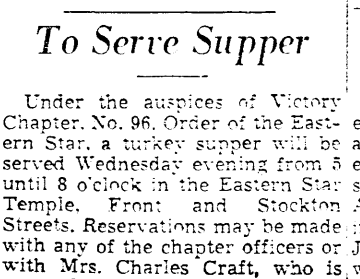 To Serve Supper
Under the auspices of Victory
Chapter, No. 96, Order of the East-
ern Star, a turkey supper will be
served Wednesday evening from 5
until 8 o'clock in the Eastern Star
Temple, Front and Stockton
Streets. Reservations may be made
with any of the chapter officers or
with Mrs. Charles Craft, who is